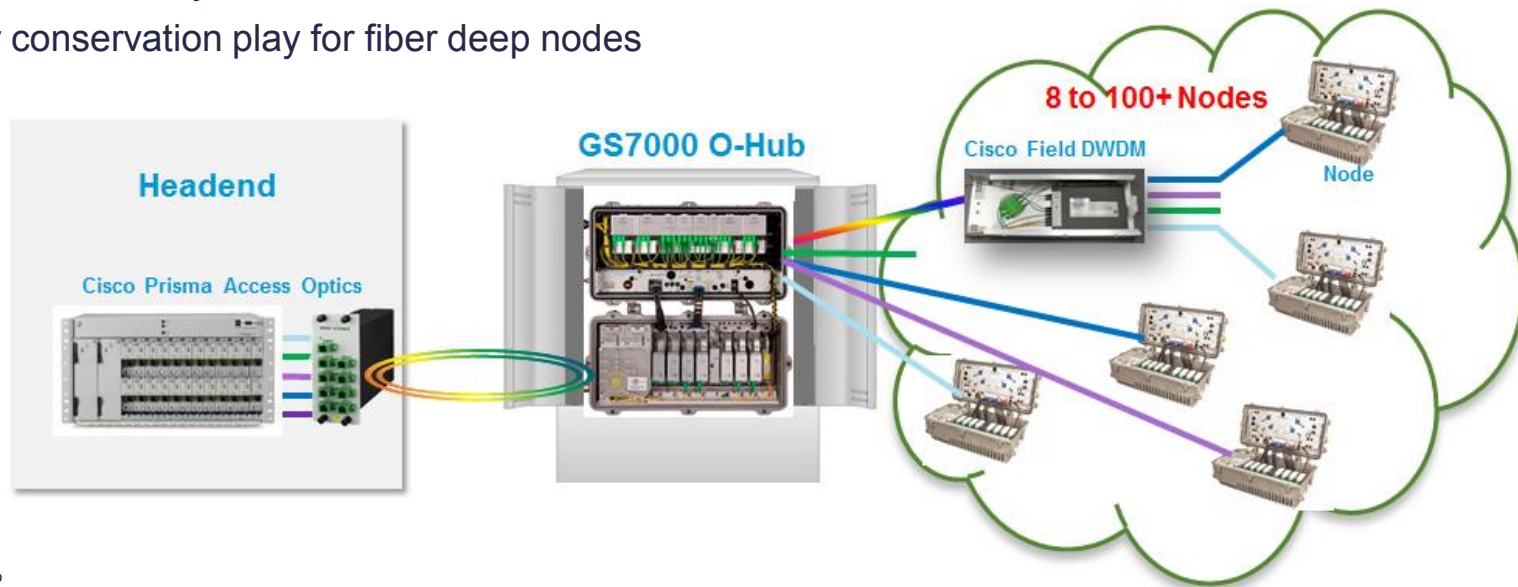 conservation play for fiber deep nodes
8 to 100+ Nodes
GS7000 O-Hub
Cisco Field DWDM
Headend
Node
Cisco Prisma Access Optics